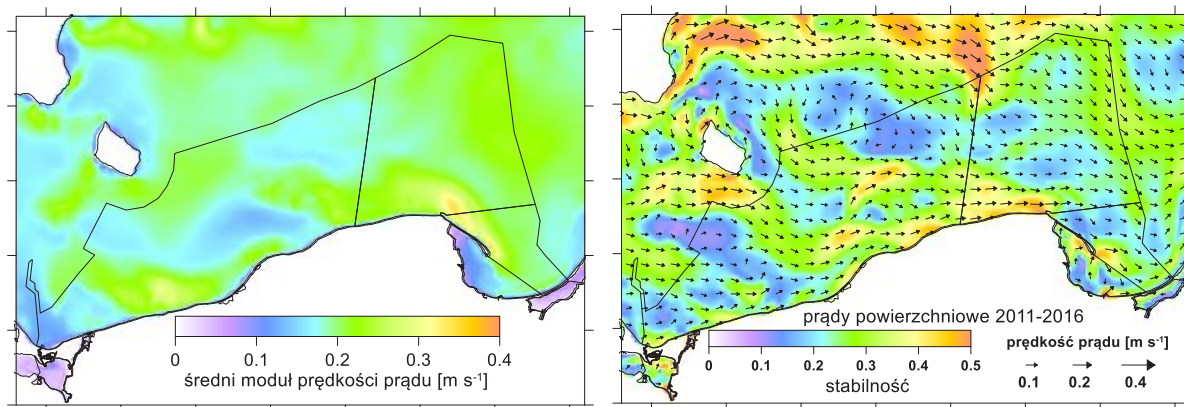 0 0.1 0.2 0.3 0.4
średni moduł prędkości prądu [m s-1]
prądy powierzchniowe 2011-2016
0 0.1 0.2 0.3 0.4 0.5
stabilność
prędkość prądu [m s-1]
0.1 0.2 0.4